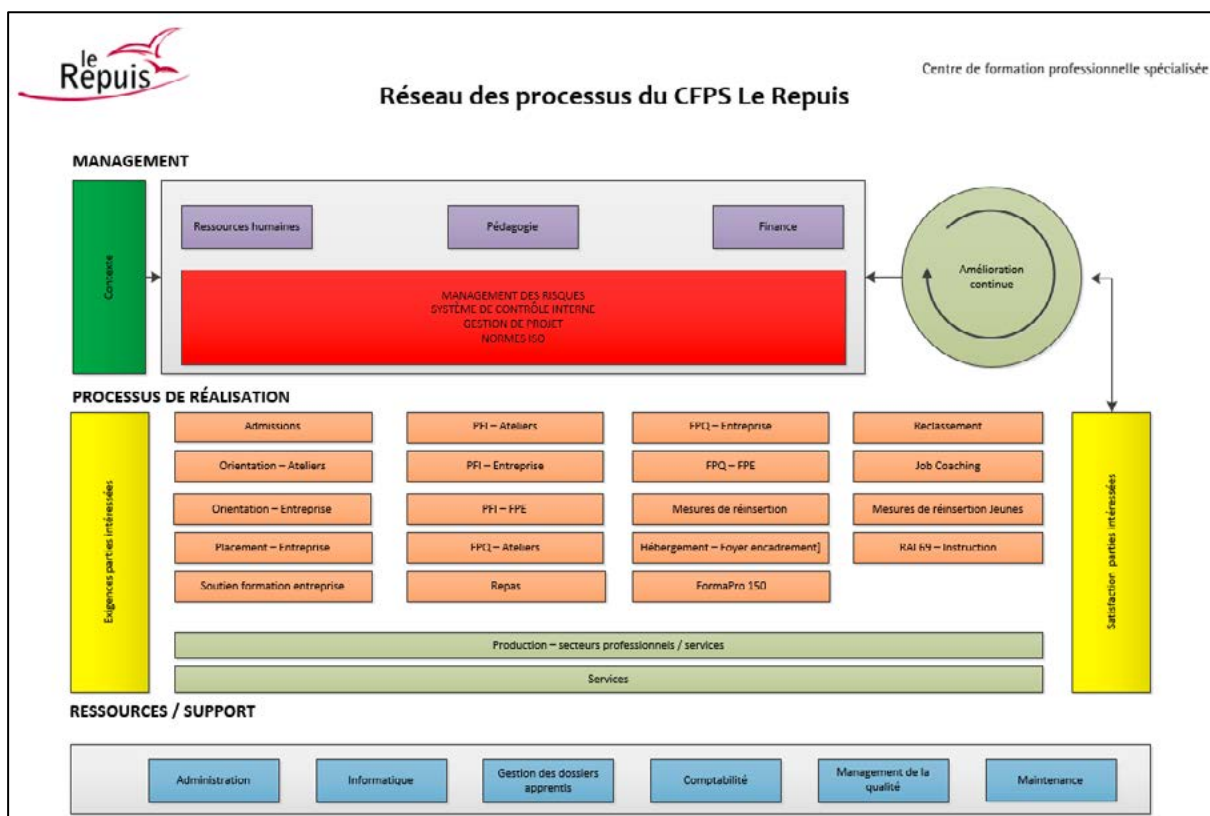 le
Repuis
Centre de formation professionnelle spécialisée
Réseau des processus du CFPS Le Repuis
MANAGEMENT
Contexte
Ressources humaines
Pédagogie
Finance
MANAGEMENT DES RISQUES
SYSTÈME DE CONTRÔLE INTERNE
GESTION DE PROJET
NORMES ISO
Amélioration
continue
PROCESSUS DE RÉALISATION
Exigences parties intéressées
Admissions
PFI – Ateliers
FPQ – Entreprise
Reclassement
Orientation – Ateliers
PFI – Entreprise
FPQ – FPE
Job Coaching
Orientation – Entreprise
PFI – FPE
Mesures de réinsertion
Mesures de réinsertion Jeunes
Placement – Entreprise
FPQ – Ateliers
Hébergement – Foyer encadrement]
RAI 69 – Instruction
Soutien formation entreprise
Repas
FormaPro 150
Satisfaction parties intéressées
Production – secteurs professionnels / services
Services
RESSOURCES / SUPPORT
Administration
Informatique
Gestion des dossiers
apprentis
Comptabilité
Management de la
qualité
Maintenance